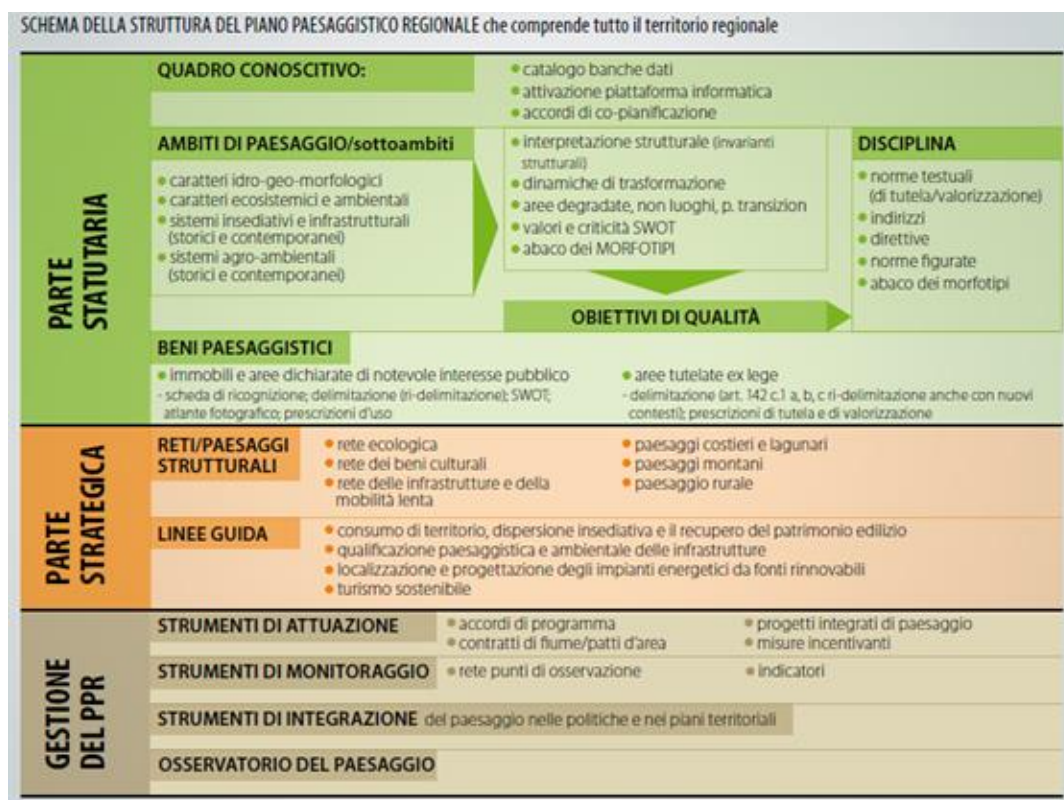 SCHEMA DELLA STRUTTURA DEL PIANO PAESAGGISTICO REGIONALE che comprende tutto il territorio regionale
PARTE
STATUTARIA
QUADRO CONOSCITIVO:
• catalogo banche dati
• attivazione piattaforma informatica
• accordi di co-pianificazione
AMBITI DI PAESAGGIO/sottoambiti
• caratteri idro-geo-morfologici
• caratteri ecosistemici e ambientali
• sistemi insediativi e infrastrutturali
(storici e contemporanei)
• sistemi agro-ambientali
(storici e contemporanei)
• interpretazione strutturale (invarianti
strutturali)
• dinamiche di trasformazione
• aree degradate, non luoghi, p. transizion
• valori e criticità SWOT
• abaco dei MORFOTIPI
OBIETTIVI DI QUALITÀ
DISCIPLINA
• norme testuali
(di tutela/valorizzazione)
• indirizzi
• direttive
• norme figurate
• abaco dei morfotipi
BENI PAESAGGISTICI
• immobili e aree dichiarate di notevole interesse pubblico
- scheda di ricognizione; delimitazione (ri-delimitazione); SWOT;
atlante fotografico; prescrizioni d'uso
• aree tutelate ex lege
- delimitazione (art. 142 c.1 a, b, c ri-delimitazione anche con nuovi
contesti); prescrizioni di tutela e di valorizzazione
PARTE
STRATEGICA
RETI/PAESAGGI
STRUTTURALI
• rete ecologica
• rete dei beni culturali
• rete delle infrastrutture e della
mobilità lenta
• paesaggi costieri e lagunari
• paesaggi montani
• paesaggio rurale
LINEE GUIDA
• consumo di territorio, dispersione insediativa e il recupero del patrimonio edilizio
• qualificazione paesaggistica e ambientale delle infrastrutture
• localizzazione e progettazione degli impianti energetici da fonti rinnovabili
• turismo sostenibile
GESTIONE
DEL PPR
STRUMENTI DI ATTUAZIONE
• accordi di programma
• contratti di fiume/patti d'area
• progetti integrati di paesaggio
• misure incentivanti
STRUMENTI DI MONITORAGGIO
• rete punti di osservazione
• indicatori
STRUMENTI DI INTEGRAZIONE del paesaggio nelle politiche e nei piani territoriali
OSSERVATORIO DEL PAESAGGIO